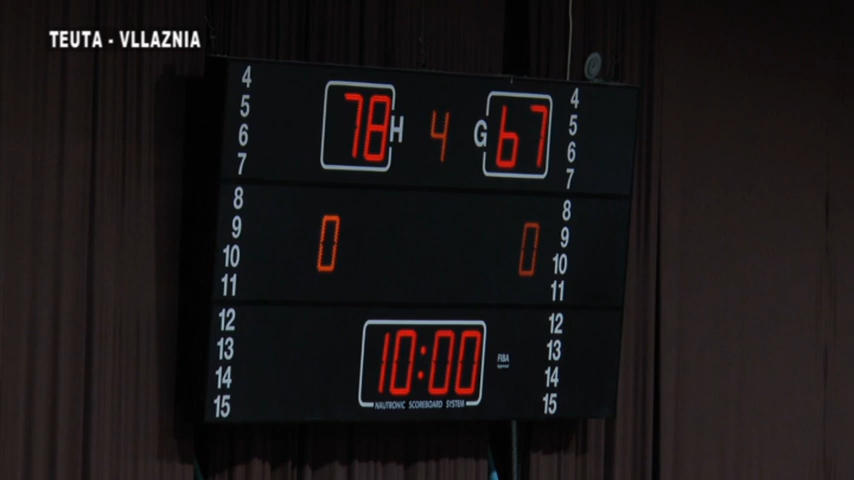 TEUTA - VLLAZNIA
4 78 H 4 G 67 4
5 5
6 6
7 7
8 8
9 0 0 9
10 10
11 11
12 12
13 10:00 FIBA 13
14 14
15 NAUTRONIC SCOREBOARD SYSTEM 15